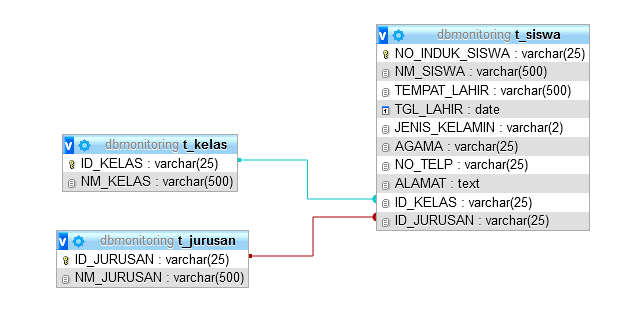 dbmonitoring t_siswa
NO_INDUK_SISWA : varchar(25)
NM_SISWA : varchar(500)
TEMPAT_LAHIR : varchar(500)
TGL_LAHIR : date
JENIS_KELAMIN : varchar(2)
AGAMA : varchar(25)
NO_TELP : varchar(25)
ALAMAT : text
ID_KELAS : varchar(25)
ID_JURUSAN : varchar(25)
dbmonitoring t_kelas
ID_KELAS : varchar(25)
NM_KELAS : varchar(500)
dbmonitoring t_jurusan
ID_JURUSAN : varchar(25)
NM_JURUSAN : varchar(500)